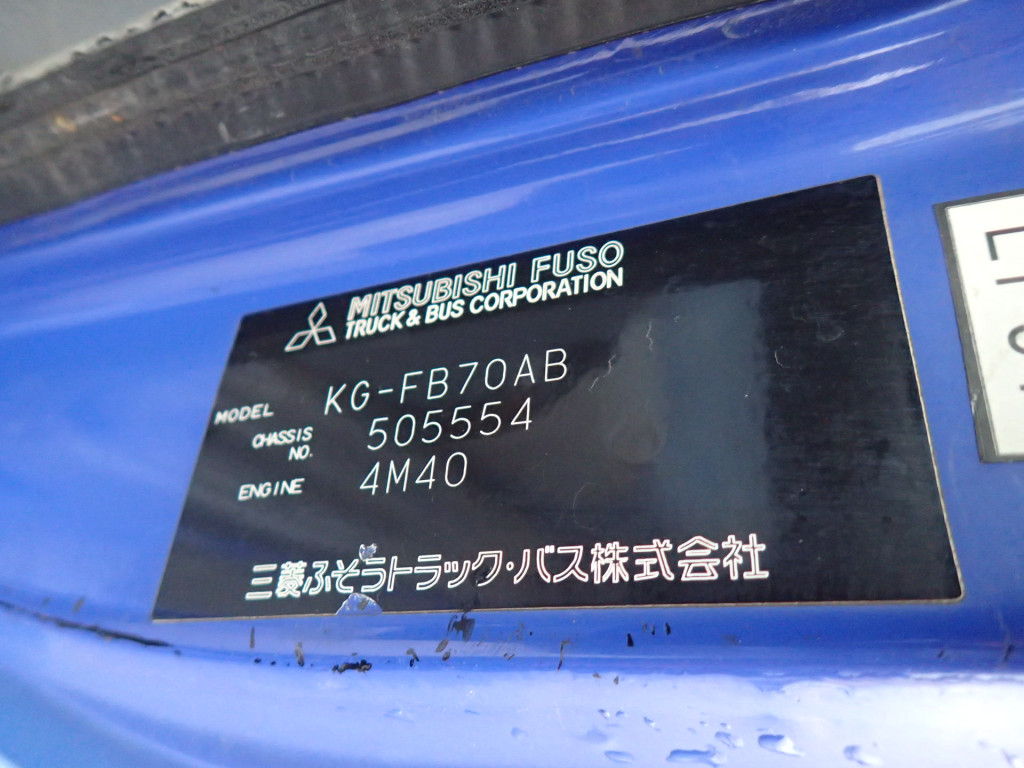 MITSUBISHI FUSO
TRUCK & BUS CORPORATION
MODEL KG-FB70AB
CHASSIS NO. 505554
ENGINE 4M40
三菱ふそうトラック・バス株式会社